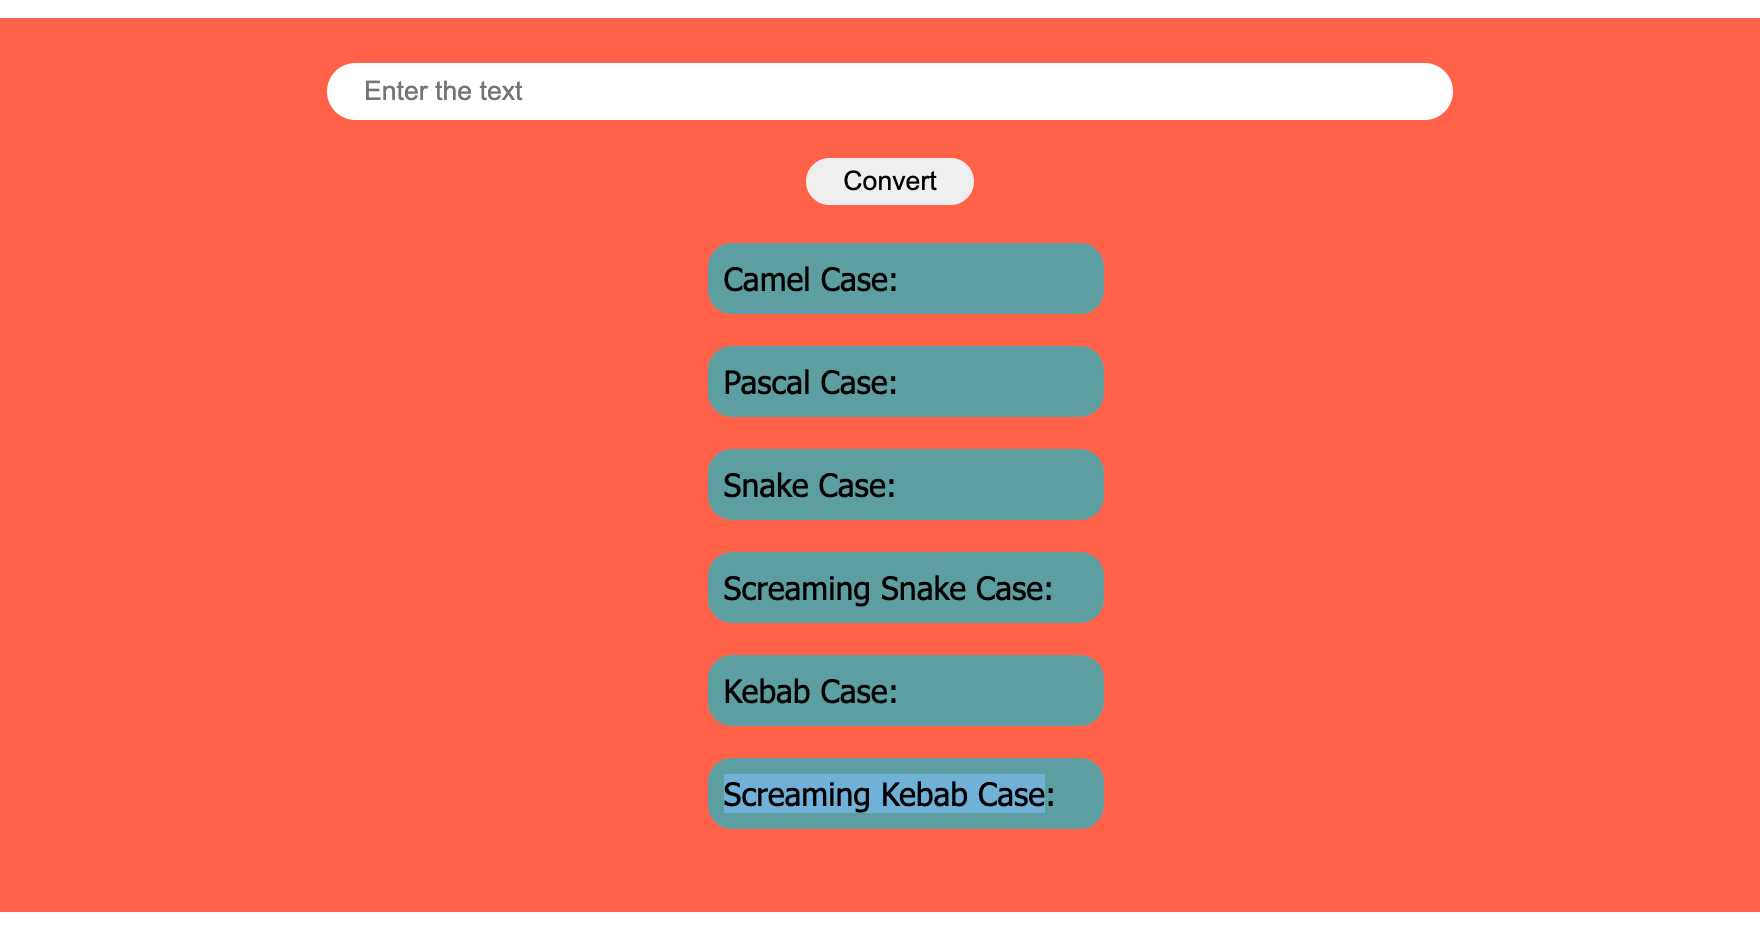 Enter the text
Convert
Camel Case:
Pascal Case:
Snake Case:
Screaming Snake Case:
Kebab Case:
Screaming Kebab Case: